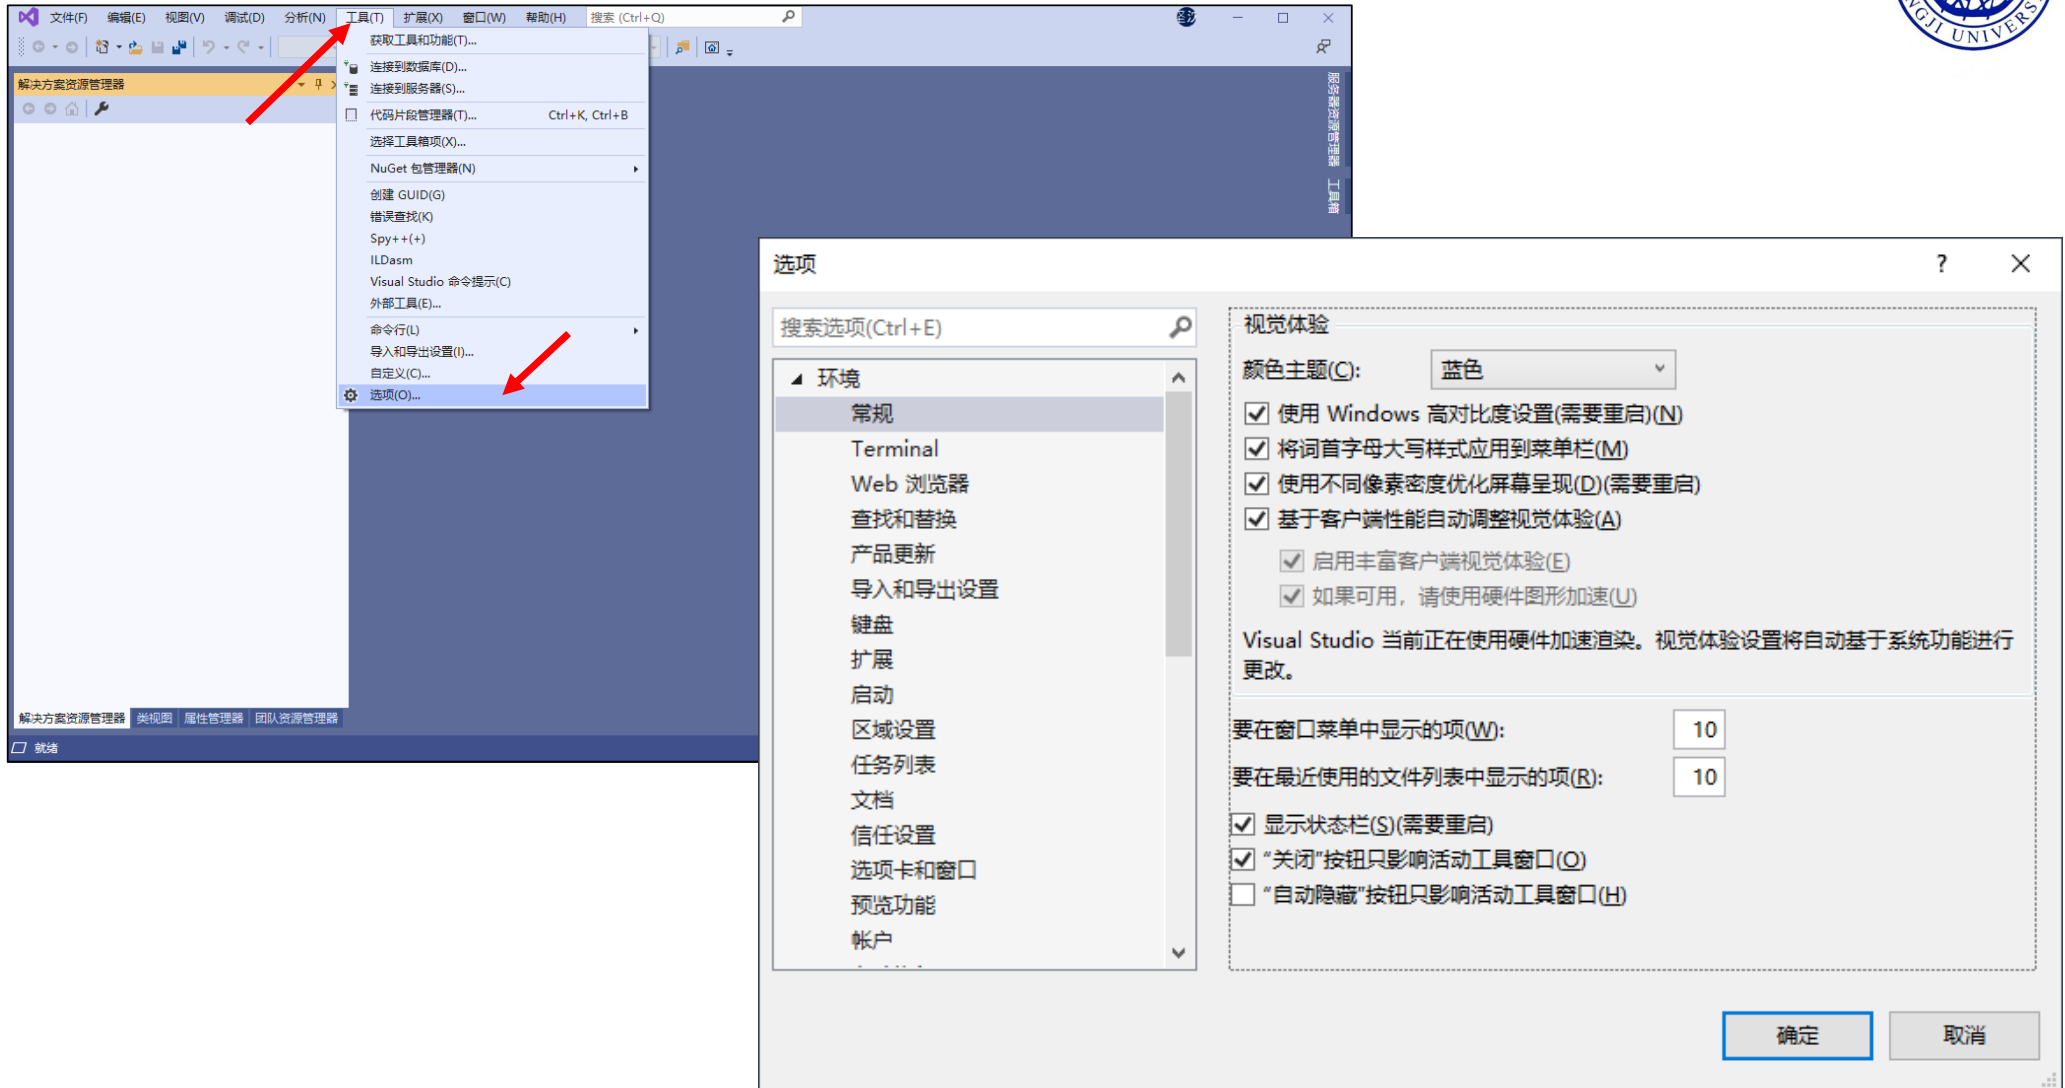 文件(F) 编辑(E) 视图(V) 调试(D) 分析(N) 工具(T) 扩展(X) 窗口(W) 帮助(H) 搜索 (Ctrl+Q)
获取工具和功能(T)...
连接到数据库(D)...
连接到服务器(S)...
代码片段管理器(T)... Ctrl+K, Ctrl+B
选择工具箱项(X)...
NuGet 包管理器(N)
创建 GUID(G)
错误查找(K)
Spy++(+)
ILDasm
Visual Studio 命令提示(C)
外部工具(E)...
命令行(L)
导入和导出设置(I)...
自定义(C)...
选项(O)...
解决方案资源管理器
解决方案资源管理器 类视图 属性管理器 团队资源管理器
就绪
服务器资源管理器
工具箱
UNIVERSI
选项
搜索选项(Ctrl+E)
环境
常规
Terminal
Web 浏览器
查找和替换
产品更新
导入和导出设置
键盘
扩展
启动
区域设置
任务列表
文档
信任设置
选项卡和窗口
预览功能
帐户
视觉体验
颜色主题(C): 蓝色
使用 Windows 高对比度设置(需要重启)(N)
将词首字母大写样式应用到菜单栏(M)
使用不同像素密度优化屏幕呈现(D)(需要重启)
基于客户端性能自动调整视觉体验(A)
启用丰富客户端视觉体验(E)
如果可用，请使用硬件图形加速(U)
Visual Studio 当前正在使用硬件加速渲染。视觉体验设置将自动基于系统功能进行
更改。
要在窗口菜单中显示的项(W): 10
要在最近使用的文件列表中显示的项(R): 10
显示状态栏(S)(需要重启)
“关闭”按钮只影响活动工具窗口(O)
“自动隐藏”按钮只影响活动工具窗口(H)
确定 取消